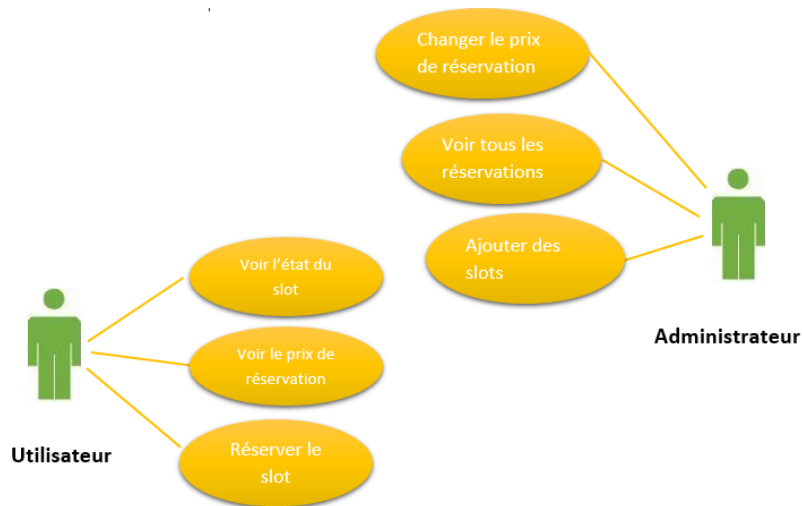 Changer le prix
de réservation
Voir tous les
réservations
Ajouter des
slots
Administrateur
Voir l'état du
slot
Voir le prix de
réservation
Réserver le
slot
Utilisateur